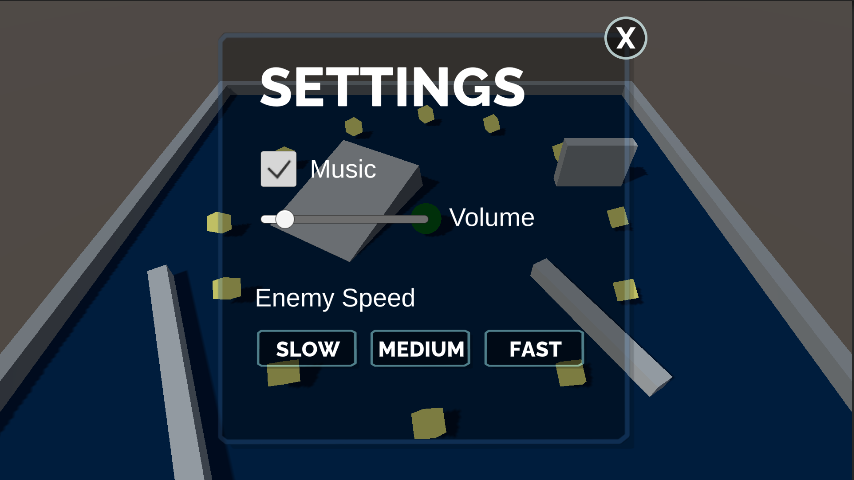 X
SETTINGS
Music
Volume
Enemy Speed
SLOW MEDIUM FAST